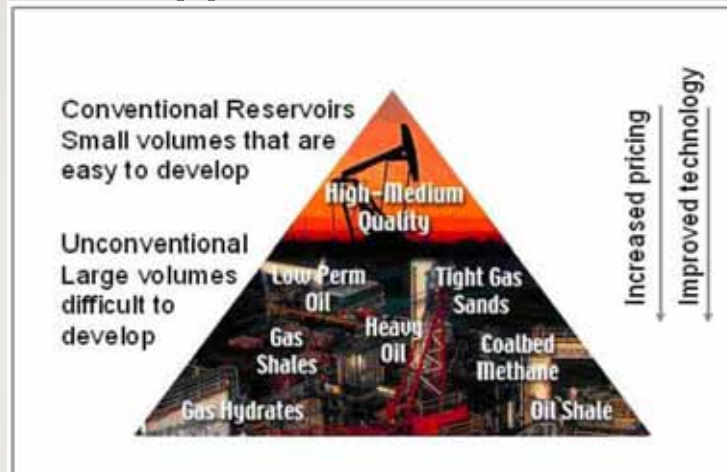 Conventional Reservoirs
Small volumes that are
easy to develop
High-Medium
Quality
Unconventional
Large volumes
difficult to
develop
Low Perm
Oil
Tight Gas
Sands
Gas
Shales
Heavy
Oil
Coalbed
Methane
Gas Hydrates
Oil Shale
Increased pricing
Improved technology